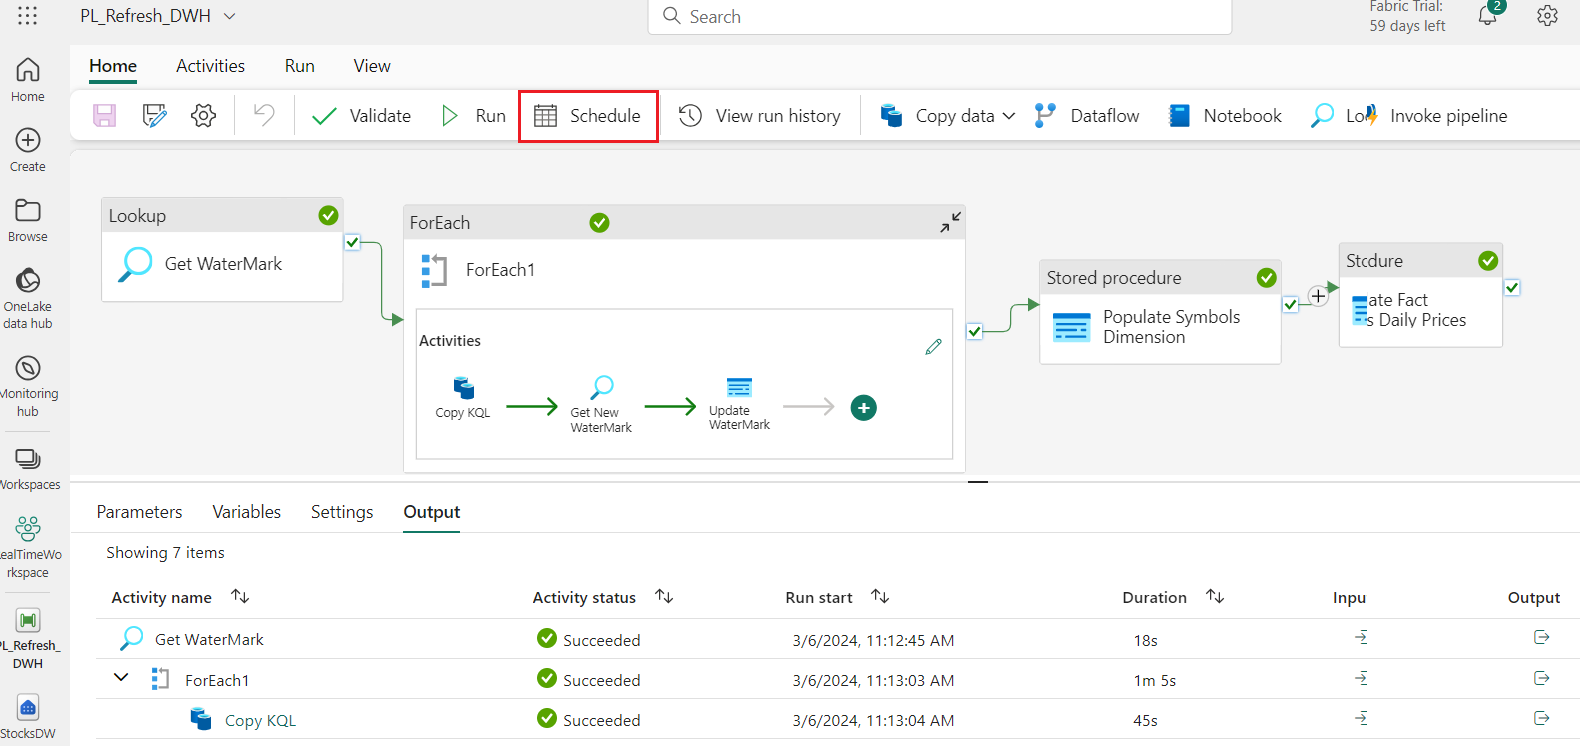 PL_Refresh_DWH
Search
Fabric Trial:
59 days left
2
Home Activities Run View
Validate Run Schedule View run history Copy data Dataflow Notebook Lo Invoke pipeline
Home
Create
Browse
OneLake
data hub
Monitoring
hub
Workspaces
ealTimeWo
rkspace
PL_Refresh_
DWH
StocksDW
Lookup
Get WaterMark
ForEach
ForEach1
Activities
Copy KQL
Get New
WaterMark
Update
WaterMark
Stored procedure
Populate Symbols
Dimension
Stcdure
ate Fact
s Daily Prices
Parameters Variables Settings Output
Showing 7 items
Activity name Activity status Run start Duration Inpu Output
Get WaterMark Succeeded 3/6/2024, 11:12:45 AM 18s
ForEach1 Succeeded 3/6/2024, 11:13:03 AM 1m 5s
Copy KQL Succeeded 3/6/2024, 11:13:04 AM 45s